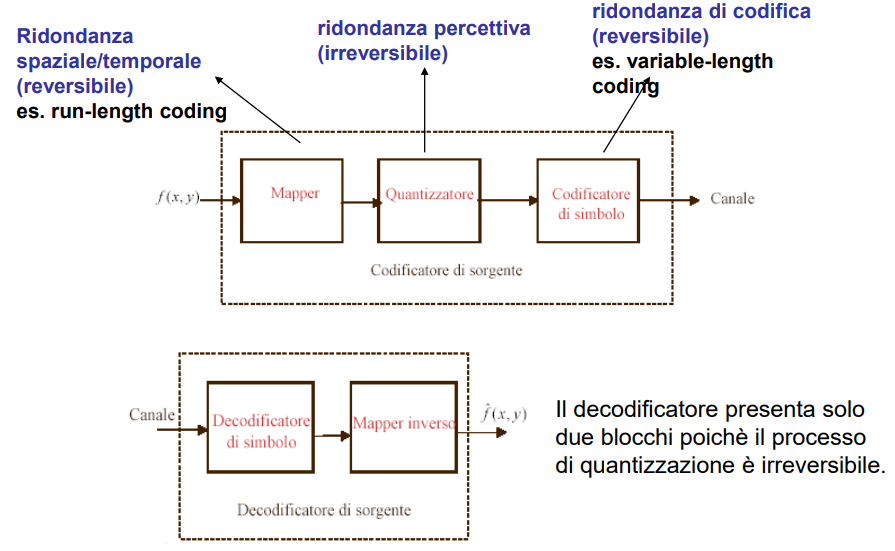 Ridondanza
spaziale/temporale
(reversibile)
es. run-length coding
ridondanza percettiva
(irreversibile)
ridondanza di codifica
(reversibile)
es. variable-length
coding
f(x,y)
Mapper
Quantizzatore
Codificatore
di simbolo
Canale
Codificatore di sorgente
Canale
Decodificatore
di simbolo
Mapper inverso
f̂(x,y)
Decodificatore di sorgente
Il decodificatore presenta solo
due blocchi poichè il processo
di quantizzazione è irreversibile.